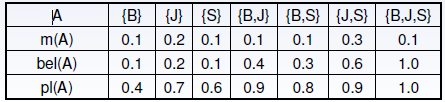 A {B} {J} {S} {B,J} {B,S} {J,S} {B,J,S}
m(A) 0.1 0.2 0.1 0.1 0.1 0.3 0.1
bel(A) 0.1 0.2 0.1 0.4 0.3 0.6 1.0
pl(A) 0.4 0.7 0.6 0.9 0.8 0.9 1.0